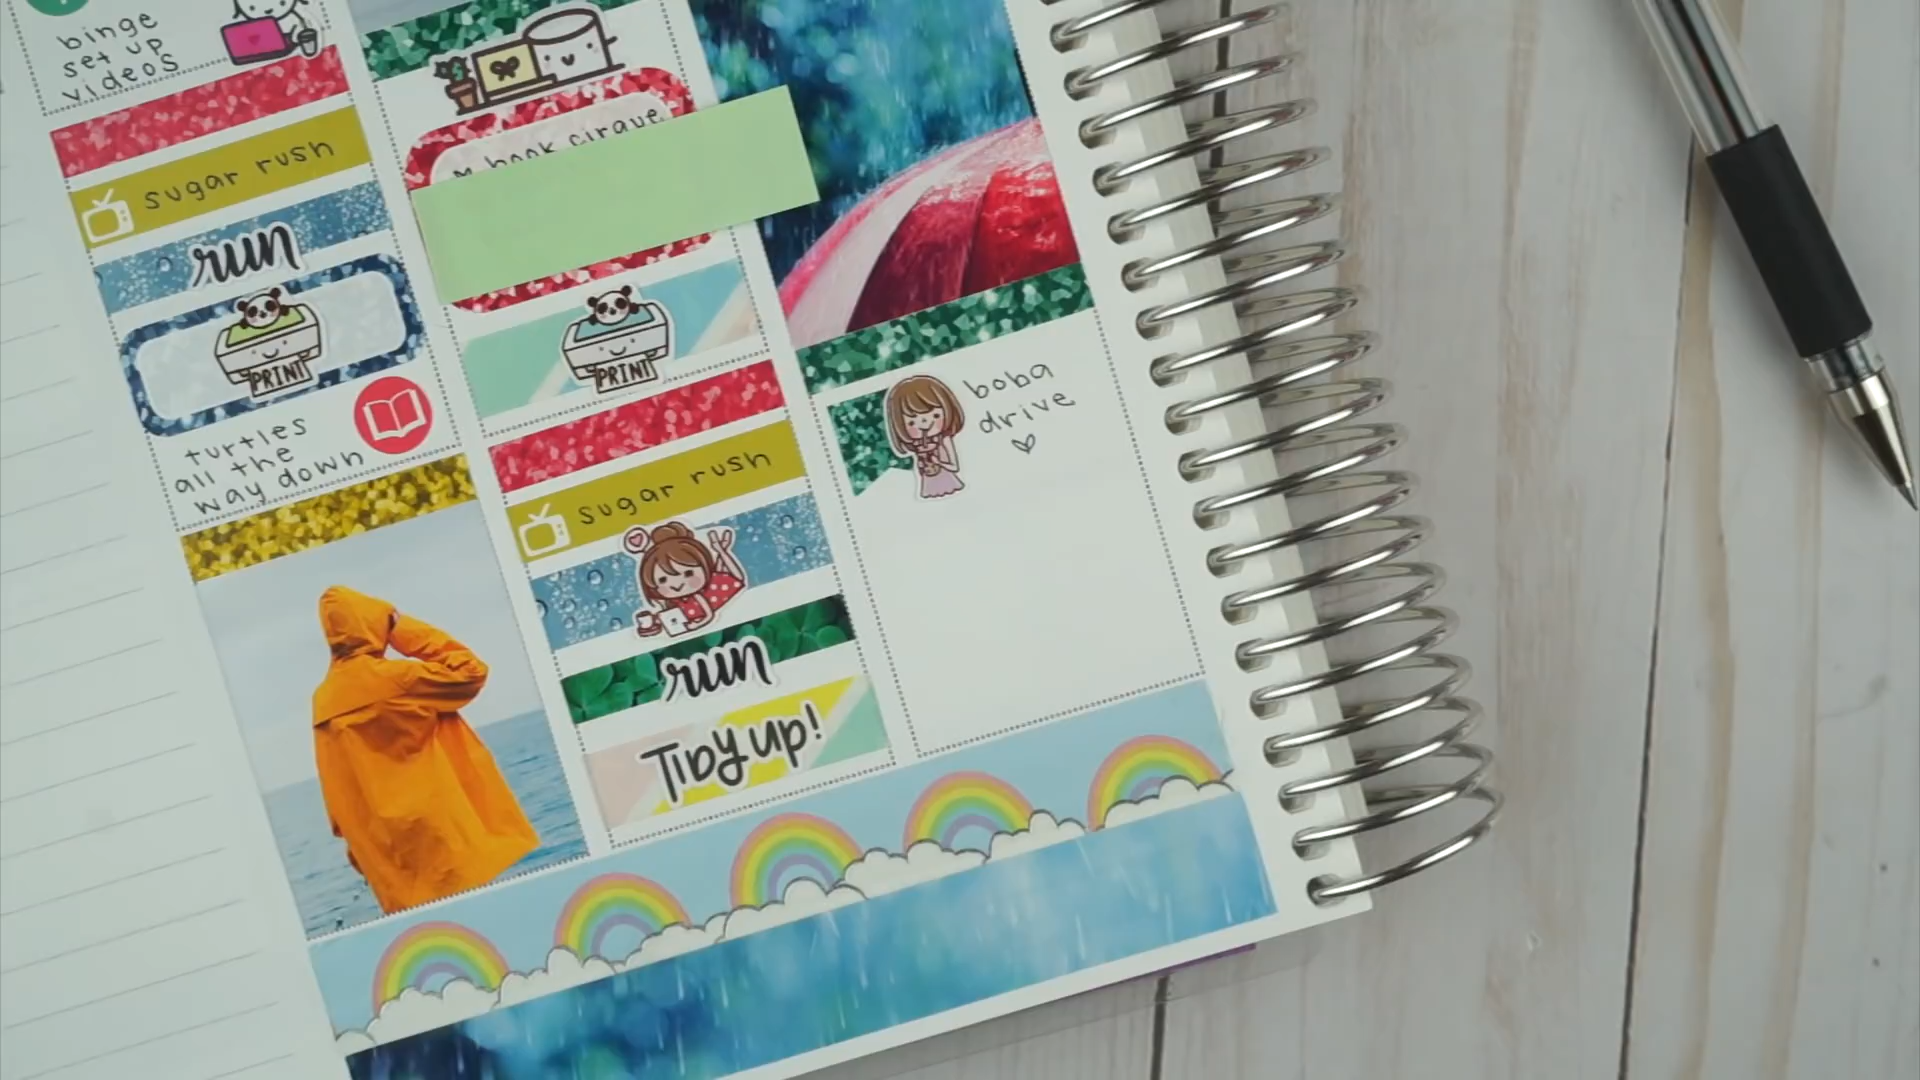 binge
set up
videos
sugar rush
run
PRINT
turtles
all the
way down
book
PRINT
sugar rush
run
TIDY up!
boba
drive